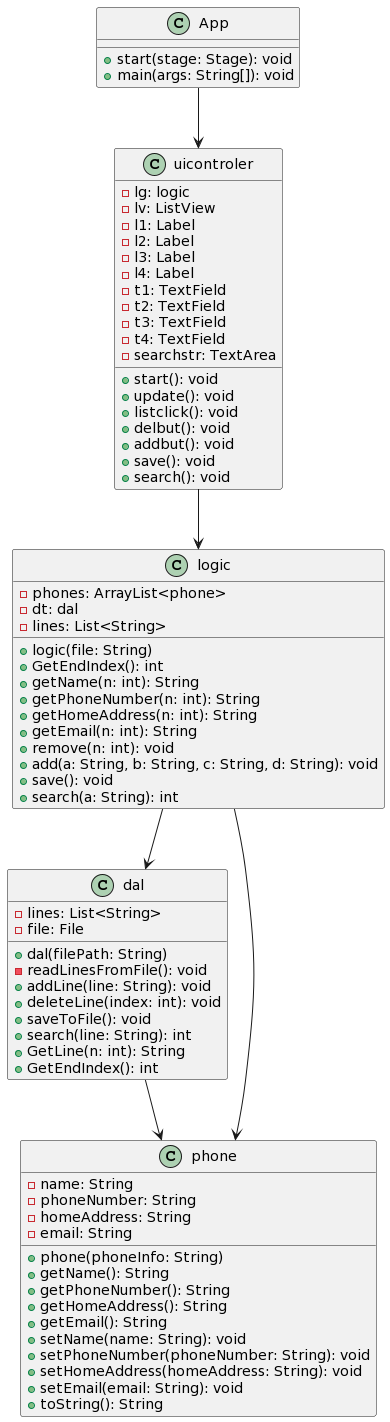 C App
start(stage: Stage): void
main(args: String[]): void
C uicontroler
lg: logic
lv: ListView
l1: Label
l2: Label
l3: Label
l4: Label
t1: TextField
t2: TextField
t3: TextField
t4: TextField
searchstr: TextArea
start(): void
update(): void
listclick(): void
delbut(): void
addbut(): void
save(): void
search(): void
C logic
phones: ArrayList<phone>
dt: dal
lines: List<String>
logic(file: String)
GetEndIndex(): int
getName(n: int): String
getPhoneNumber(n: int): String
getHomeAddress(n: int): String
getEmail(n: int): String
remove(n: int): void
add(a: String, b: String, c: String, d: String): void
save(): void
search(a: String): int
C dal
lines: List<String>
file: File
dal(filePath: String)
readLinesFromFile(): void
addLine(line: String): void
deleteLine(index: int): void
saveToFile(): void
search(line: String): int
GetLine(n: int): String
GetEndIndex(): int
C phone
name: String
phoneNumber: String
homeAddress: String
email: String
phone(phoneInfo: String)
getName(): String
getPhoneNumber(): String
getHomeAddress(): String
getEmail(): String
setName(name: String): void
setPhoneNumber(phoneNumber: String): void
setHomeAddress(homeAddress: String): void
setEmail(email: String): void
toString(): String